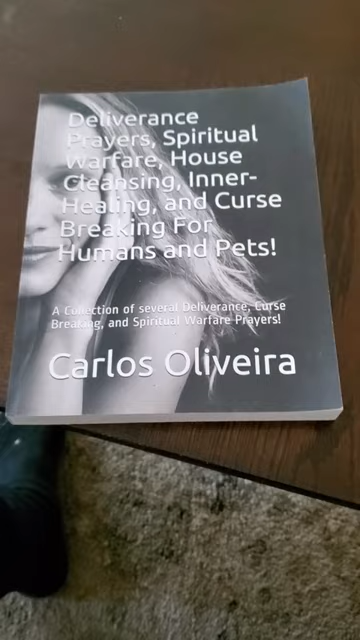 Deliverance
Prayers, Spiritual
Warfare, House
Cleansing, Inner-
Healing, and Curse
Breaking For
Humans and Pets!
A Collection of several Deliverance, Curse
Breaking, and Spiritual Warfare Prayers!
Carlos Oliveira